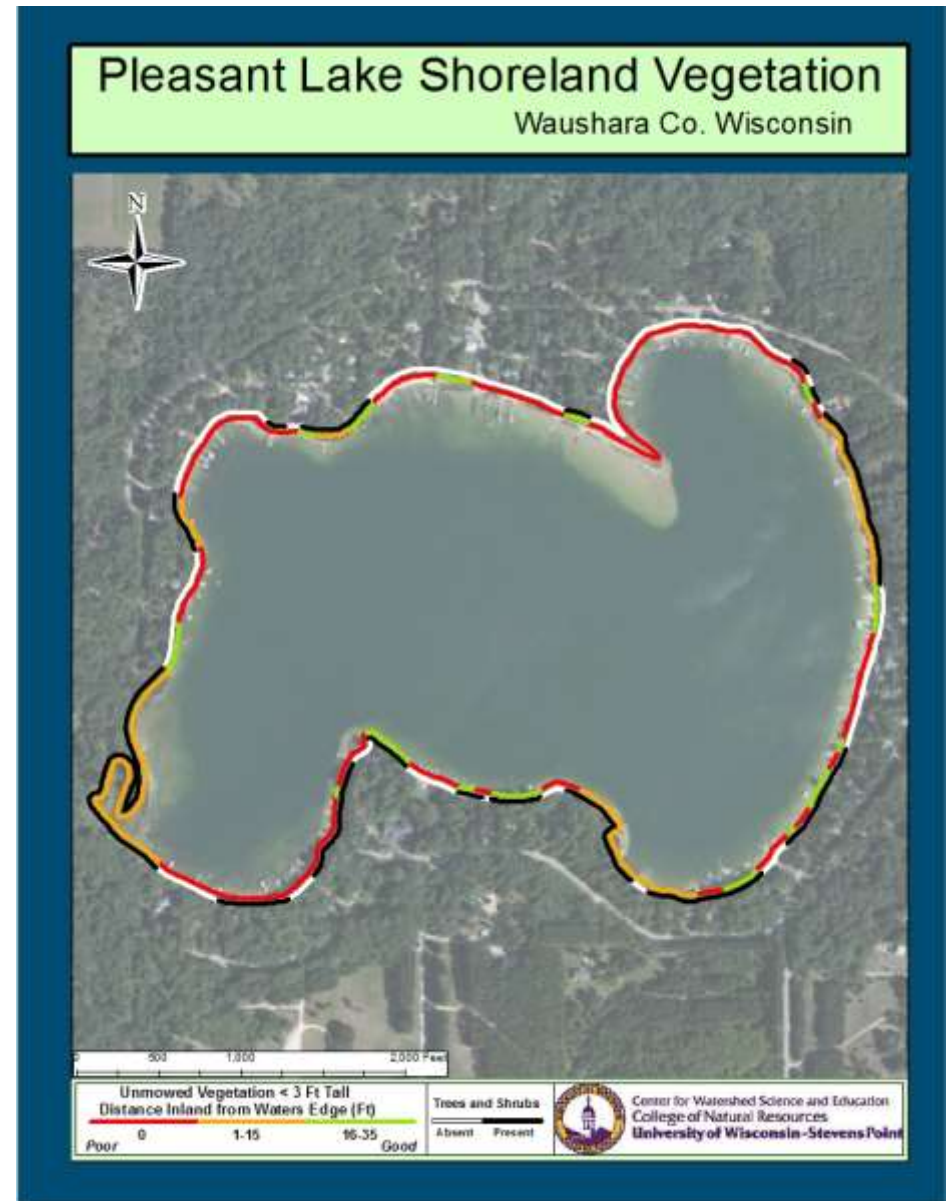 Pleasant Lake Shoreland Vegetation
Waushara Co. Wisconsin
N
0 500 1,000 2,000 Feet
Unmowed Vegetation < 3 Ft Tall
Distance Inland from Waters Edge (Ft)
0 1-15 16-35
Poor Good
Trees and Shrubs
Absent Present
Center for Watershed Science and Education
College of Natural Resources
University of Wisconsin-Stevens Point